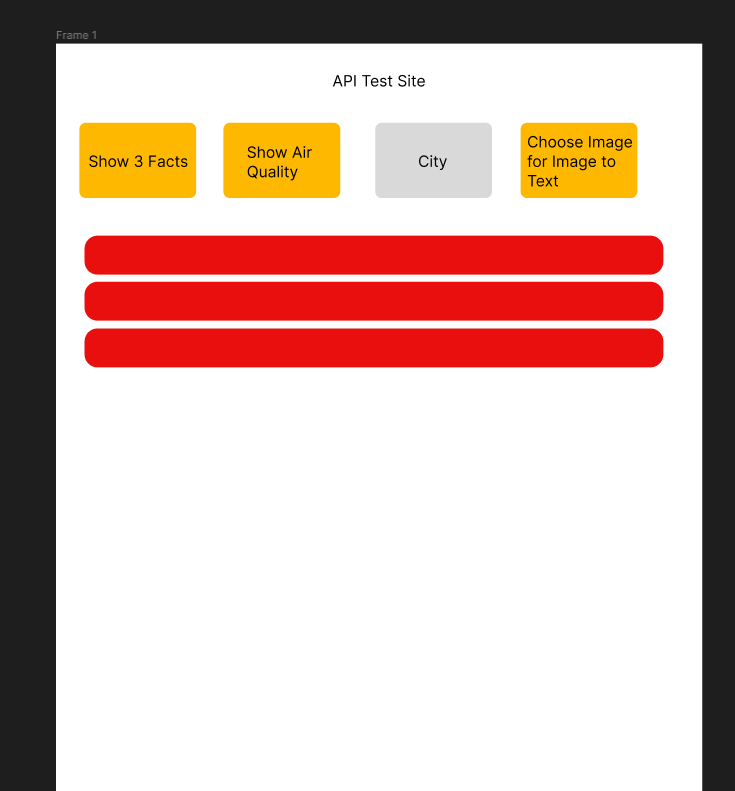 Frame 1
API Test Site
Show 3 Facts
Show Air
Quality
City
Choose Image
for Image to
Text